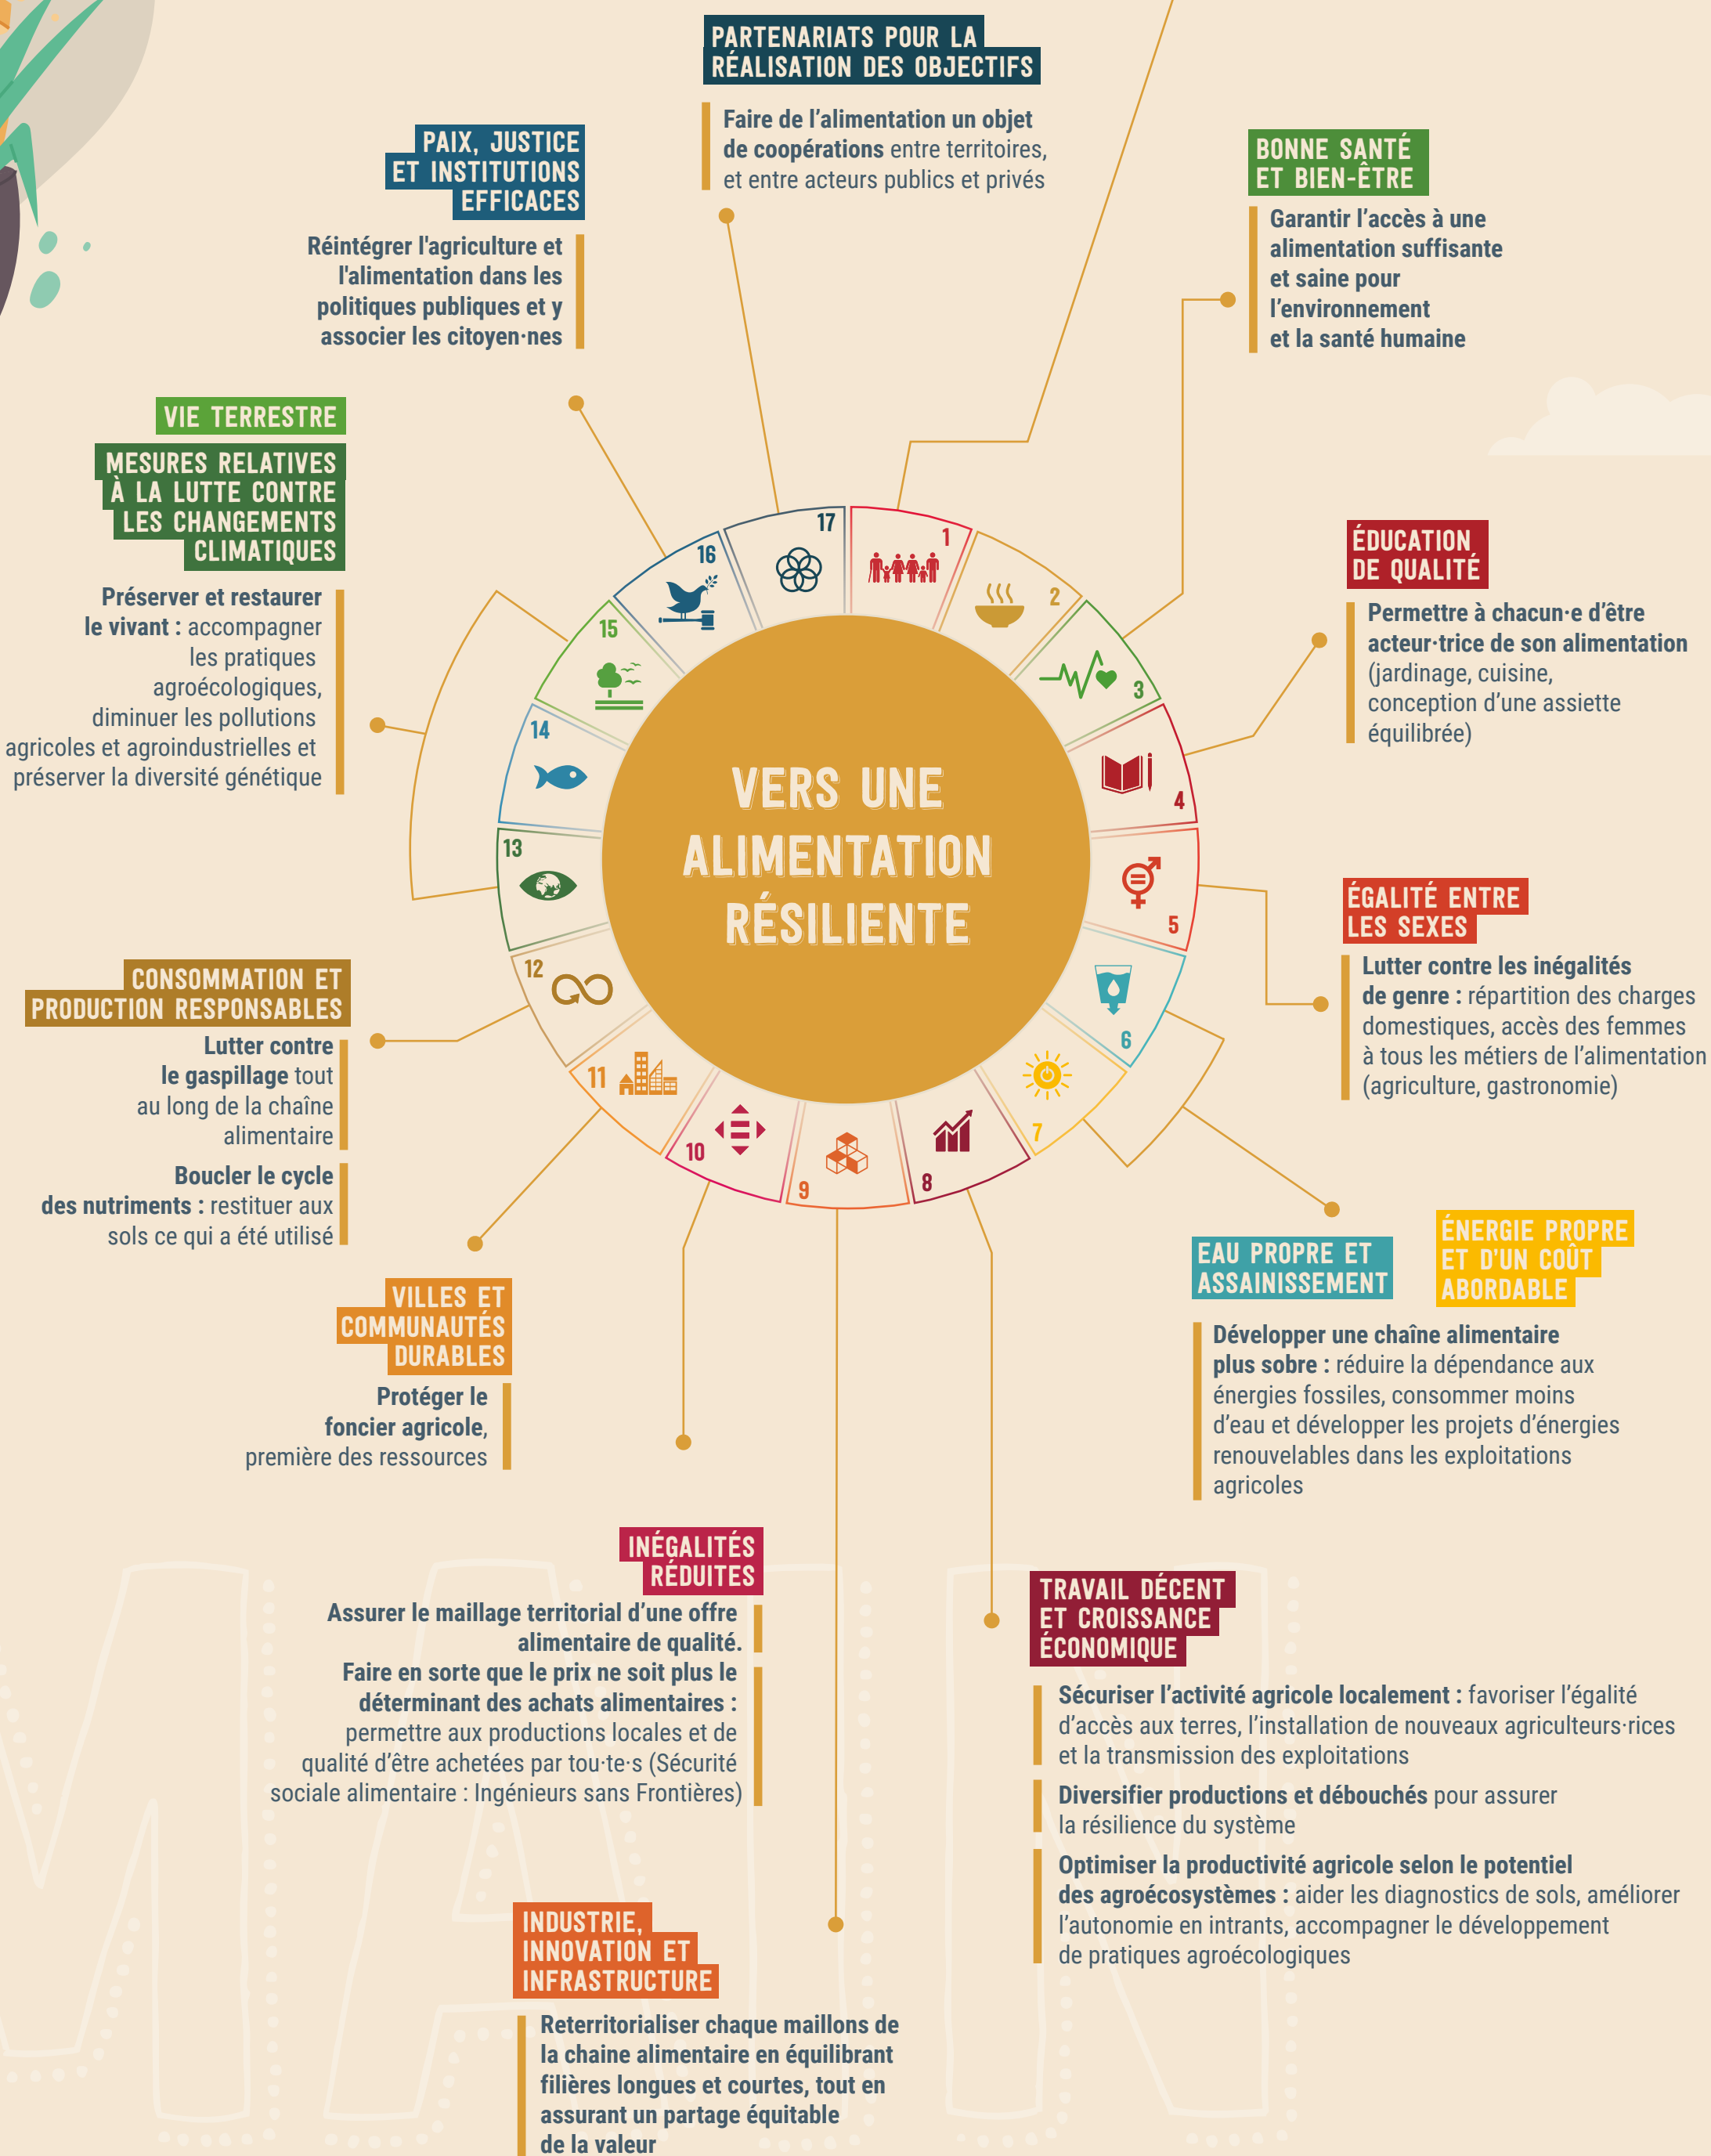 PARTENARIATS POUR LA
RÉALISATION DES OBJECTIFS
Faire de l’alimentation un objet
de coopérations entre territoires,
et entre acteurs publics et privés
PAIX, JUSTICE
ET INSTITUTIONS
EFFICACES
Réintégrer l'agriculture et
l'alimentation dans les
politiques publiques et y
associer les citoyen·nes
BONNE SANTÉ
ET BIEN-ÊTRE
Garantir l’accès à une
alimentation suffisante
et saine pour
l’environnement
et la santé humaine
VIE TERRESTRE
MESURES RELATIVES
À LA LUTTE CONTRE
LES CHANGEMENTS
CLIMATIQUES
Préserver et restaurer
le vivant : accompagner
les pratiques
agroécologiques,
diminuer les pollutions
agricoles et agroindustrielles et
préserver la diversité génétique
ÉDUCATION
DE QUALITÉ
Permettre à chacun·e d’être
acteur·trice de son alimentation
(jardinage, cuisine,
conception d’une assiette
équilibrée)
17
1
16
2
15
3
14
4
13
5
12
6
11
7
10
8
9
VERS UNE
ALIMENTATION
RÉSILIENTE
ÉGALITÉ ENTRE
LES SEXES
Lutter contre les inégalités
de genre : répartition des charges
domestiques, accès des femmes
à tous les métiers de l’alimentation
(agriculture, gastronomie)
CONSOMMATION ET
PRODUCTION RESPONSABLES
Lutter contre
le gaspillage tout
au long de la chaîne
alimentaire
Boucler le cycle
des nutriments : restituer aux
sols ce qui a été utilisé
EAU PROPRE ET
ASSAINISSEMENT
ÉNERGIE PROPRE
ET D'UN COÛT
ABORDABLE
Développer une chaîne alimentaire
plus sobre : réduire la dépendance aux
énergies fossiles, consommer moins
d’eau et développer les projets d’énergies
renouvelables dans les exploitations
agricoles
VILLES ET
COMMUNAUTÉS
DURABLES
Protéger le
foncier agricole,
première des ressources
INÉGALITÉS
RÉDUITES
Assurer le maillage territorial d’une offre
alimentaire de qualité.
Faire en sorte que le prix ne soit plus le
déterminant des achats alimentaires :
permettre aux productions locales et de
qualité d’être achetées par tou·te·s (Sécurité
sociale alimentaire : Ingénieurs sans Frontières)
TRAVAIL DÉCENT
ET CROISSANCE
ÉCONOMIQUE
Sécuriser l’activité agricole localement : favoriser l’égalité
d’accès aux terres, l’installation de nouveaux agriculteurs·rices
et la transmission des exploitations
Diversifier productions et débouchés pour assurer
la résilience du système
Optimiser la productivité agricole selon le potentiel
des agroécosystèmes : aider les diagnostics de sols, améliorer
l’autonomie en intrants, accompagner le développement
de pratiques agroécologiques
INDUSTRIE,
INNOVATION ET
INFRASTRUCTURE
Reterritorialiser chaque maillons de
la chaine alimentaire en équilibrant
filières longues et courtes, tout en
assurant un partage équitable
de la valeur
MAIN